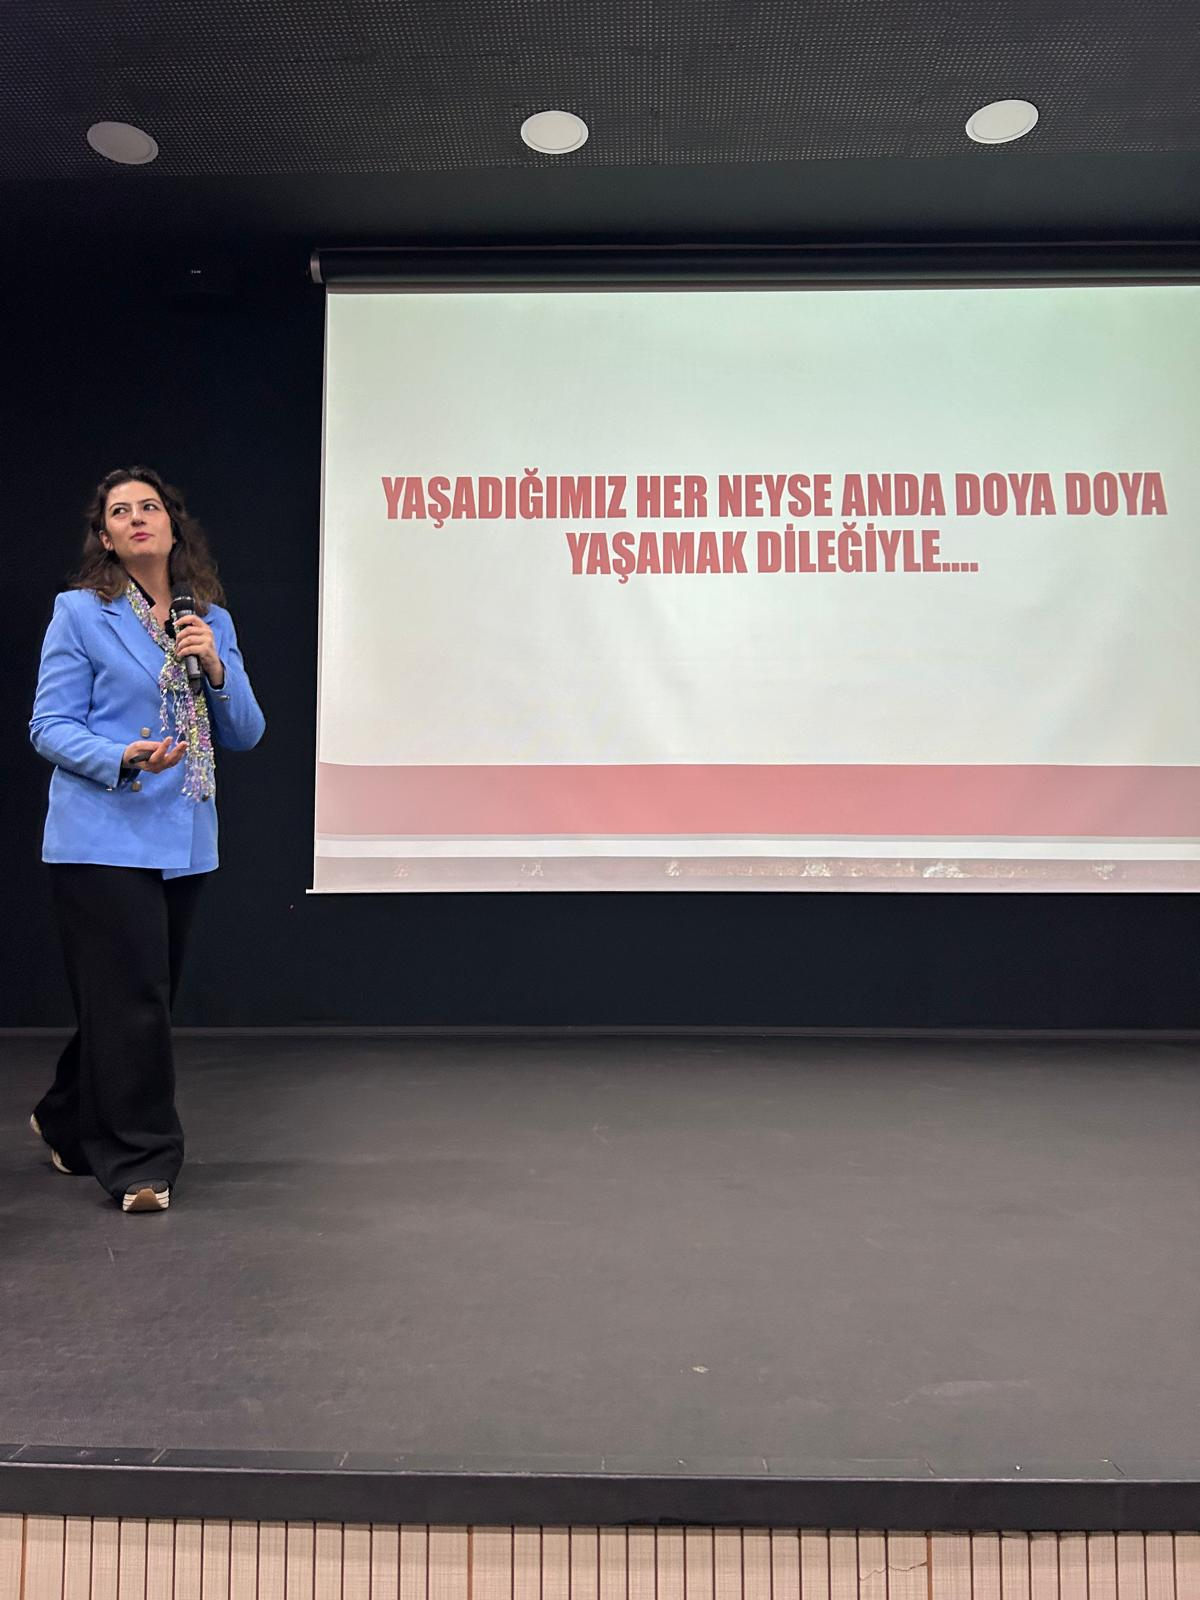 YAŞADIĞIMIZ HER NEYSE ANDA DOYA DOYA
YAŞAMAK DİLEĞİYLE....